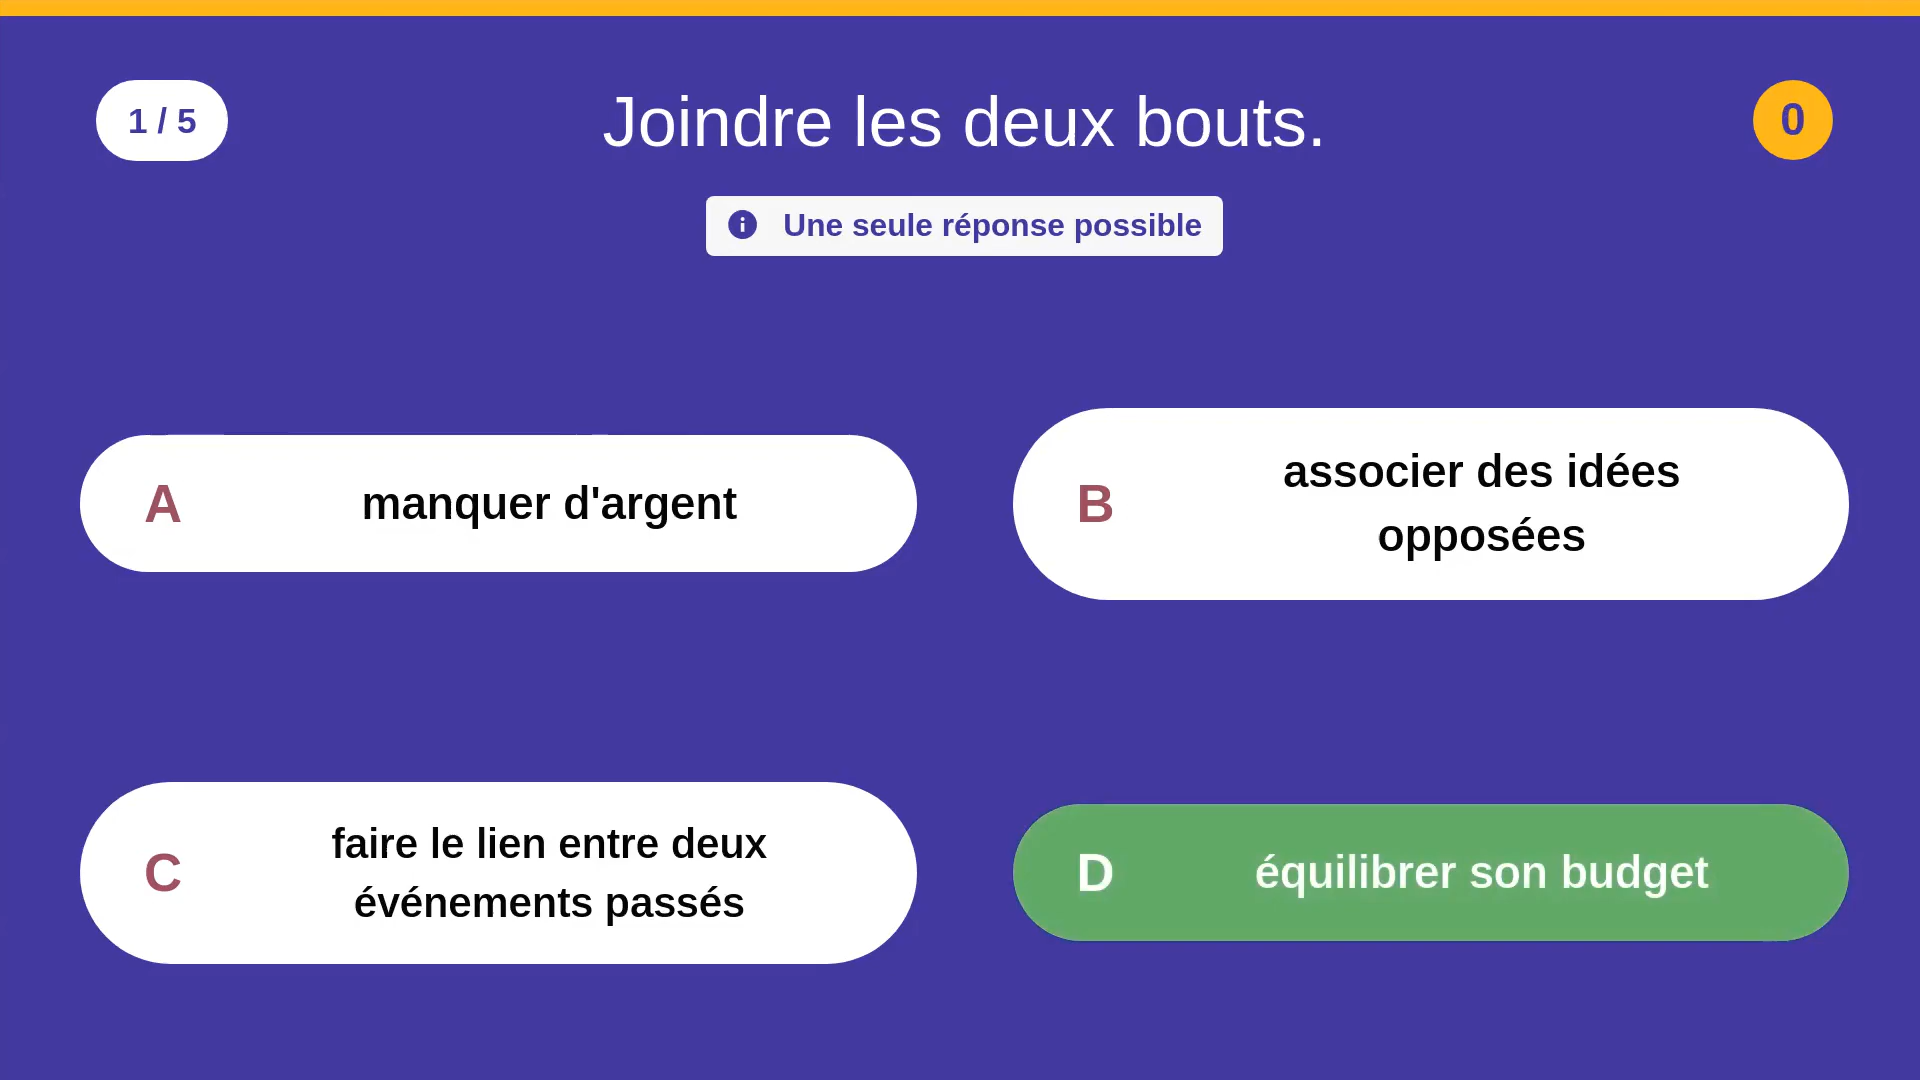 1 / 5
Joindre les deux bouts.
0
Une seule réponse possible
A
manquer d'argent
B
associer des idées
opposées
C
faire le lien entre deux
événements passés
D
équilibrer son budget